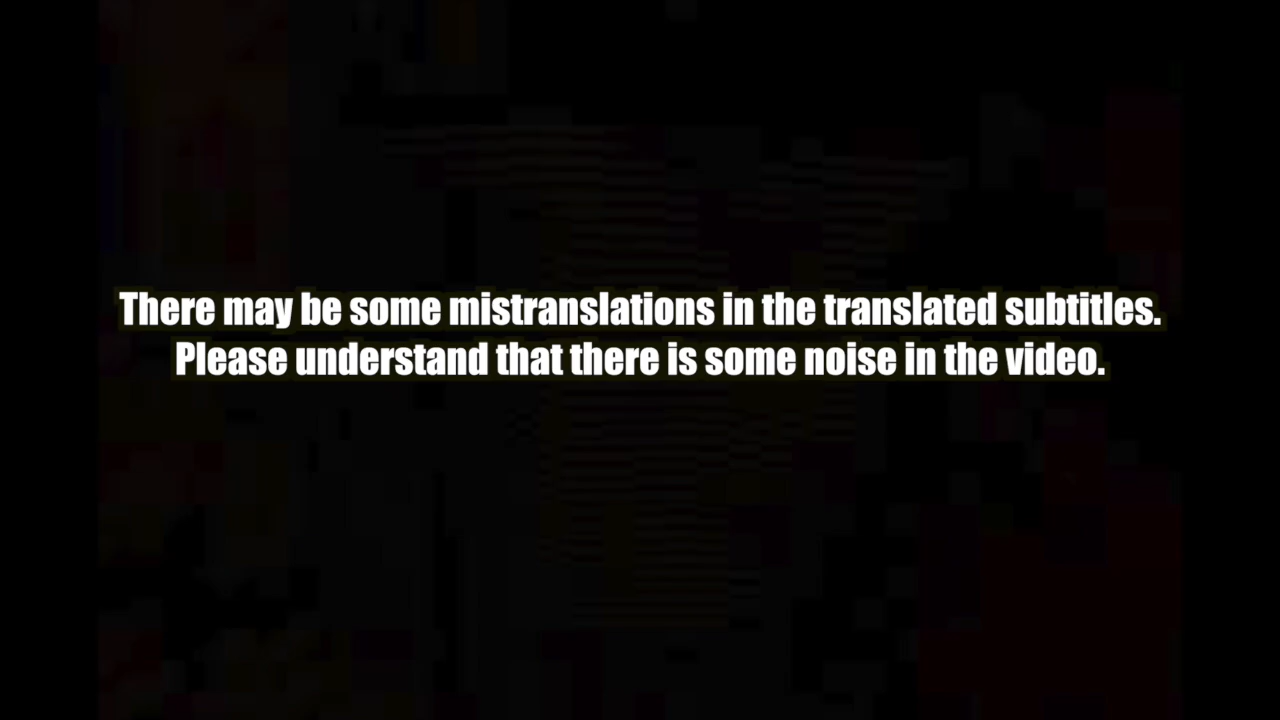 There may be some mistranslations in the translated subtitles.
Please understand that there is some noise in the video.